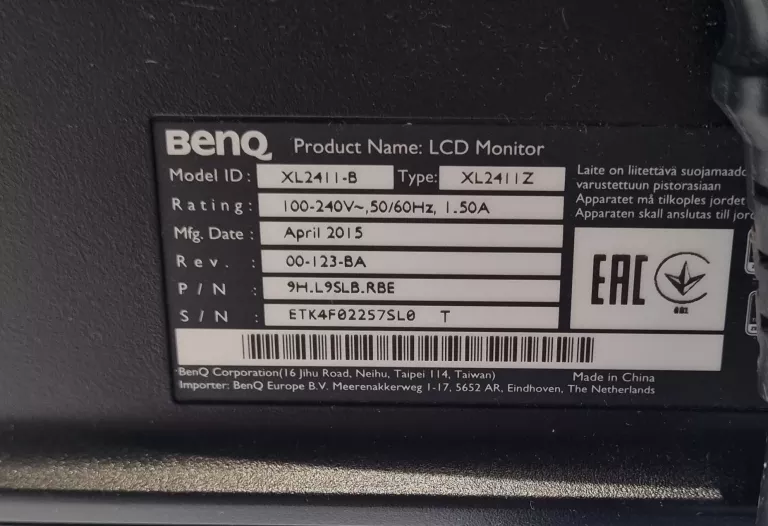 BenQ Product Name: LCD Monitor
Model ID: XL2411-B Type: XL2411Z
Rating: 100-240V~,50/60Hz, 1.50A
Mfg. Date: April 2015
Rev. : 00-123-BA
P/N : 9H.L9SLB.RBE
S/N : ETK4F02257SL0 T
Laite on liitettävä
varustettuun pistorasiaan
Apparatet må tilkoples jordet
Apparaten skall anslutas till
EAC
BenQ Corporation(16 Jihu Road, Neihu, Taipei 114, Taiwan) Made in China
Importer: BenQ Europe B.V. Meerenakkerweg 1-17, 5652 AR, Eindhoven, The Netherlands